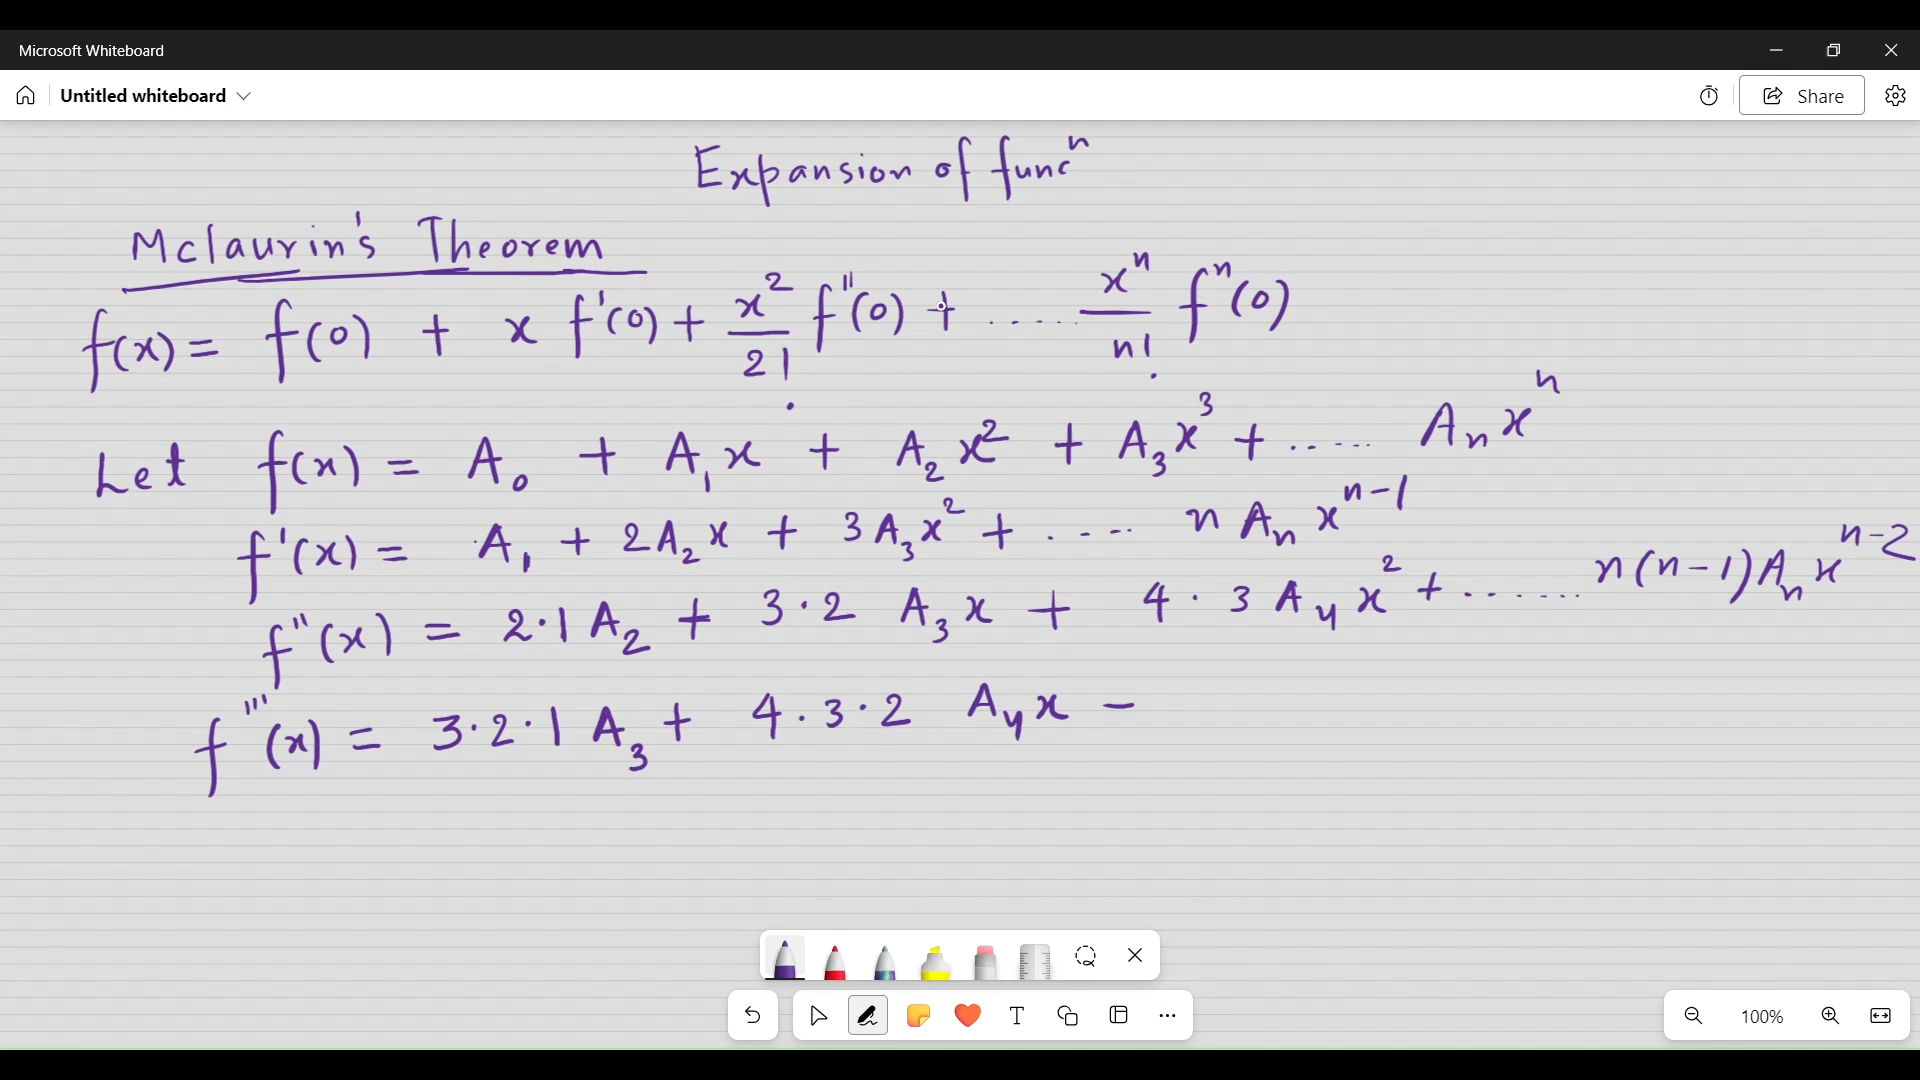 Microsoft Whiteboard
Untitled whiteboard
Share
Expansion of funcⁿ
Mclaurin's Theorem
f(x) = f(0) + x f'(0) + x²/2! f''(0) + ..... xⁿ/n! fⁿ(0)
Let f(x) = A₀ + A₁x + A₂x² + A₃x³ + ..... Aₙxⁿ
f'(x) = A₁ + 2A₂x + 3A₃x² + .... n Aₙ xⁿ⁻¹
f''(x) = 2·1 A₂ + 3·2 A₃x + 4·3 A₄x² + ...... n(n-1)Aₙxⁿ⁻²
f'''(x) = 3·2·1 A₃ + 4·3·2 A₄x -
100%